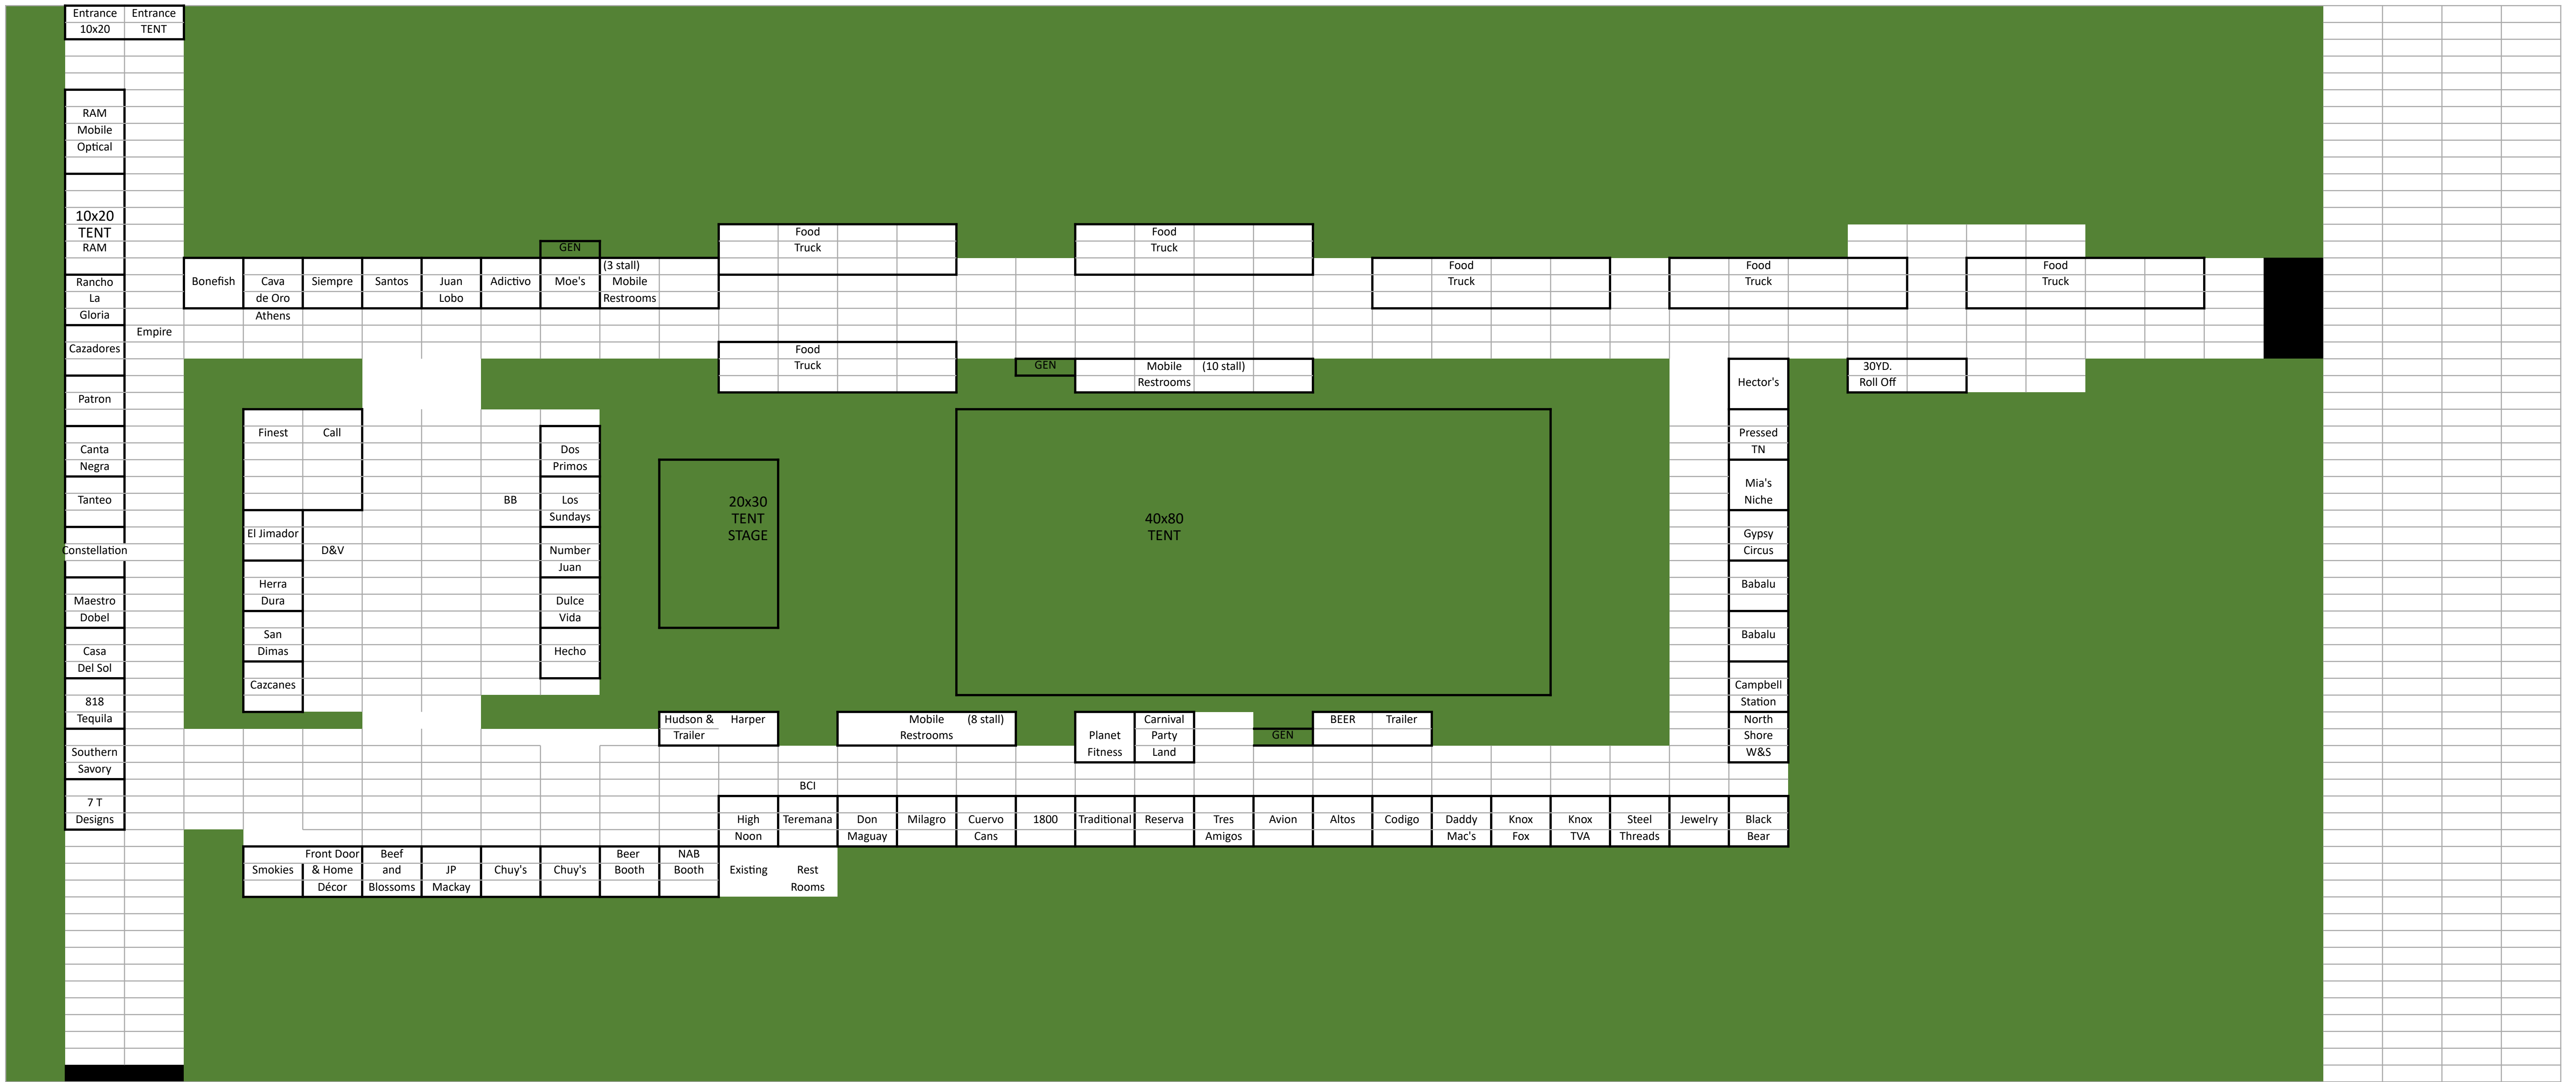 Entrance Entrance
10x20 TENT
RAM
Mobile
Optical
10x20
TENT
RAM
Rancho
La
Gloria
Empire
Cazadores
Patron
Canta
Negra
Tanteo
Constellation
Maestro
Dobel
Casa
Del Sol
818
Tequila
Southern
Savory
7 T
Designs
GEN
Bonefish
Cava
de Oro
Athens
Siempre
Santos
Juan
Lobo
Adictivo
Moe's
(3 stall)
Mobile
Restrooms
Food
Truck
Food
Truck
Food
Truck
Food
Truck
Food
Truck
Food
Truck
GEN
Mobile (10 stall)
Restrooms
30YD.
Roll Off
Finest Call
El Jimador
D&V
Herra
Dura
San
Dimas
Cazcanes
BB
Dos
Primos
Los
Sundays
Number
Juan
Dulce
Vida
Hecho
20x30
TENT
STAGE
40x80
TENT
Hector's
Pressed
TN
Mia's
Niche
Gypsy
Circus
Babalu
Babalu
Campbell
Station
North
Shore
W&S
Hudson & Harper
Trailer
Mobile (8 stall)
Restrooms
Planet
Fitness
Carnival
Party
Land
GEN
BEER Trailer
BCI
High
Noon
Teremana
Don
Maguay
Milagro
Cuervo
Cans
1800
Traditional
Reserva
Tres
Amigos
Avion
Altos
Codigo
Daddy
Mac's
Knox
Fox
Knox
TVA
Steel
Threads
Jewelry
Black
Bear
Smokies
Front Door
& Home
Décor
Beef
and
Blossoms
JP
Mackay
Chuy's
Chuy's
Beer
Booth
NAB
Booth
Existing Rest
Rooms